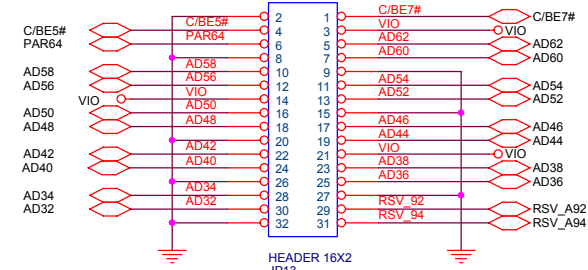 2 1 C/BE7# C/BE7#
C/BE5# C/BE5# 4 3 VIO VIO
PAR64 PAR64 6 5 AD62 AD62
8 7 AD60 AD60
AD58 AD58 10 9
AD56 AD56 12 11 AD54 AD54
VIO VIO 14 13 AD52 AD52
AD50 AD50 16 15
AD48 AD48 18 17 AD46 AD46
20 19 AD44 AD44
AD42 AD42 22 21 VIO VIO
AD40 AD40 24 23 AD38 AD38
26 25 AD36 AD36
AD34 AD34 28 27
AD32 AD32 30 29 RSV_92 RSV_A92
32 31 RSV_94 RSV_A94
HEADER 16X2
JP13